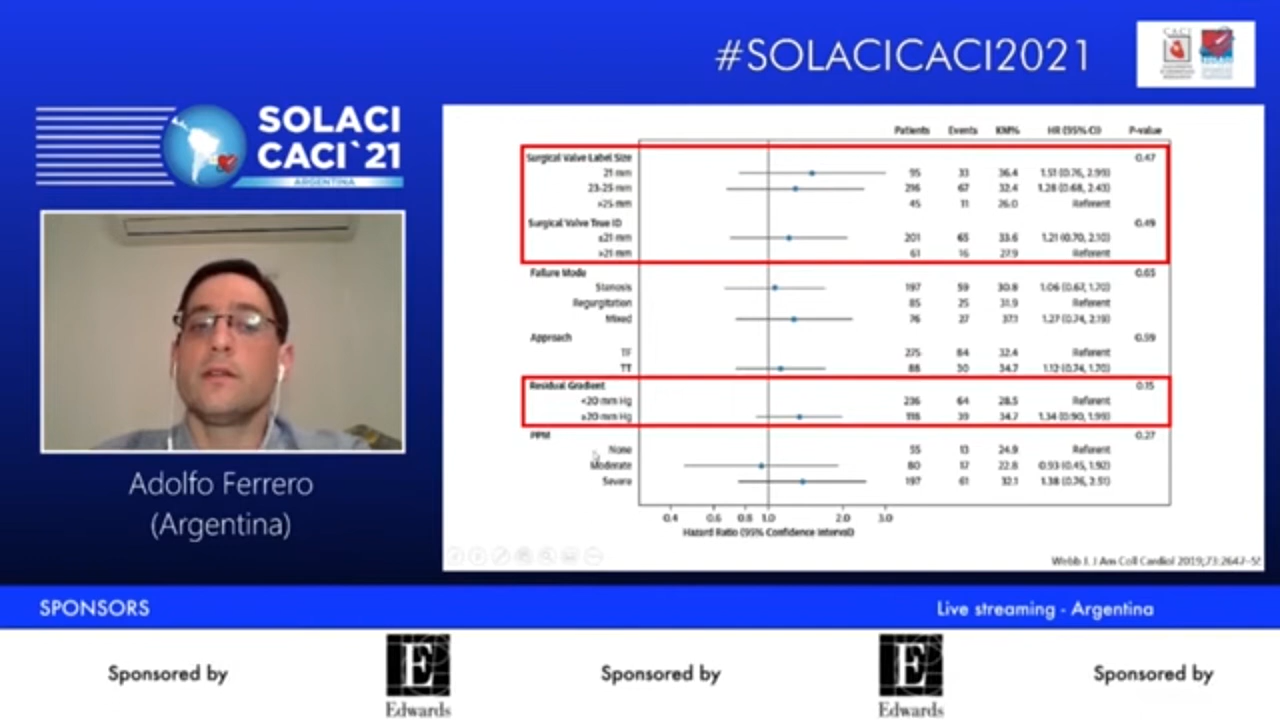 #SOLACICACI2021
CACI
SOLACI
CACI`21
ARGENTINA
Adolfo Ferrero
(Argentina)
Patients Events KM% HR (95% CI) P-value
Surgical Valve Label Size 0.47
21 mm 95 33 36.4 1.51 (0.76, 2.99)
23-25 mm 216 67 32.4 1.28 (0.68, 2.43)
>25 mm 45 11 26.0 Referent
Surgical Valve True ID 0.49
≤21 mm 201 65 33.6 1.21 (0.70, 2.10)
>21 mm 61 16 27.9 Referent
Failure Mode 0.65
Stenosis 197 59 30.8 1.06 (0.67, 1.70)
Regurgitation 85 25 31.9 Referent
Mixed 76 27 37.1 1.27 (0.74, 2.19)
Approach 0.59
TF 275 84 32.4 Referent
TT 88 30 34.7 1.12 (0.74, 1.70)
Residual Gradient 0.15
<20 mm Hg 236 64 28.5 Referent
≥20 mm Hg 118 39 34.7 1.34 (0.90, 1.99)
PPM 0.27
None 55 13 24.9 Referent
Moderate 80 17 22.8 0.93 (0.45, 1.92)
Severe 197 61 32.1 1.38 (0.76, 2.51)
0.4 0.6 0.8 1.0 2.0 3.0
Hazard Ratio (95% Confidence Interval)
Webb J. J Am Coll Cardiol 2019;73:2647-5
SPONSORS
Live streaming - Argentina
Sponsored by
E
Edwards
Sponsored by
E
Edwards
Sponsored by